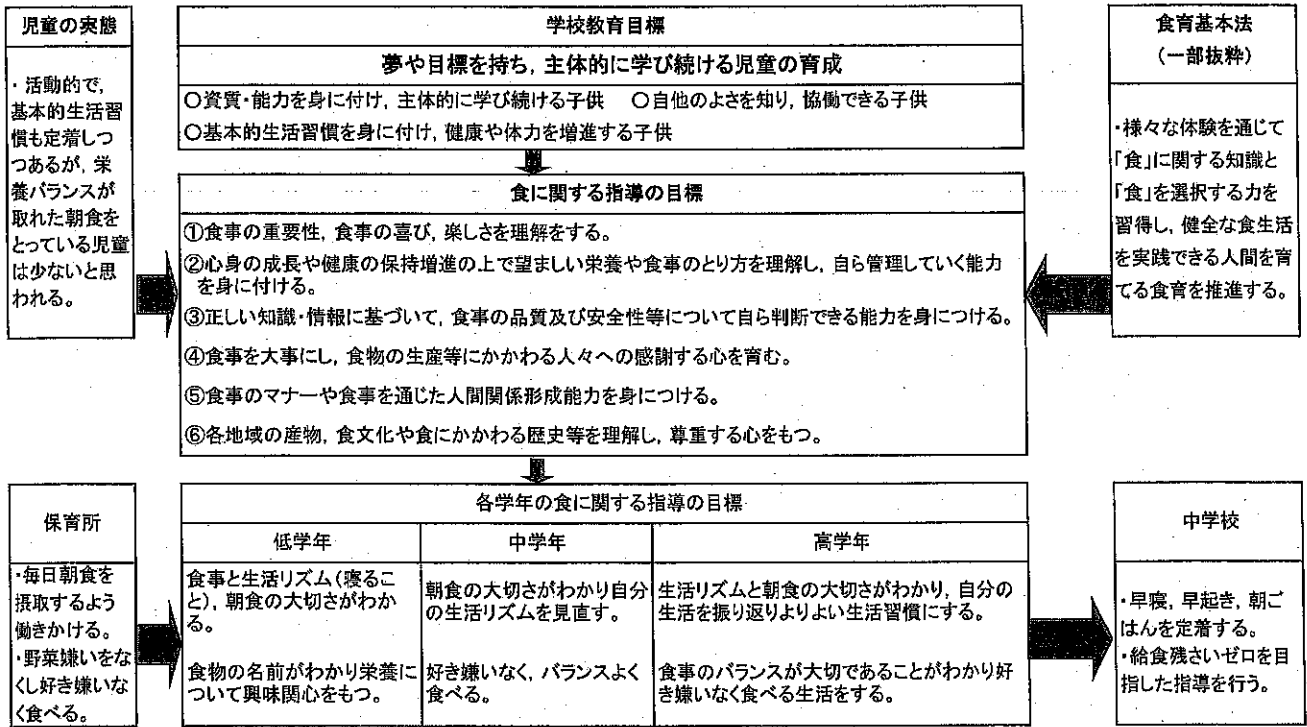 児童の実態
・活動的で,
基本的生活習
慣も定着しつ
つあるが, 栄
養バランスが
取れた朝食を
とっている児童
は少ないと思
われる。
学校教育目標
夢や目標を持ち, 主体的に学び続ける児童の育成
○資質・能力を身に付け, 主体的に学び続ける子供　○自他のよさを知り, 協働できる子供
○基本的生活習慣を身に付け, 健康や体力を増進する子供
食育基本法
(一部抜粋)
・様々な体験を通じて
「食」に関する知識と
「食」を選択する力を
習得し, 健全な食生活
を実践できる人間を育
てる食育を推進する。
食に関する指導の目標
①食事の重要性, 食事の喜び, 楽しさを理解をする。
②心身の成長や健康の保持増進の上で望ましい栄養や食事のとり方を理解し, 自ら管理していく能力
を身に付ける。
③正しい知識・情報に基づいて, 食事の品質及び安全性等について自ら判断できる能力を身につける。
④食事を大事にし, 食物の生産等にかかわる人々への感謝する心を育む。
⑤食事のマナーや食事を通じた人間関係形成能力を身につける。
⑥各地域の産物, 食文化や食にかかわる歴史等を理解し, 尊重する心をもつ。
保育所
・毎日朝食を
摂取するよう
働きかける。
・野菜嫌いをな
くし好き嫌いな
く食べる。
各学年の食に関する指導の目標
低学年
食事と生活リズム(寝るこ
と), 朝食の大切さがわか
る。
食物の名前がわかり栄養に
ついて興味関心をもつ。
中学年
朝食の大切さがわかり自分
の生活リズムを見直す。
好き嫌いなく, バランスよく
食べる。
高学年
生活リズムと朝食の大切さがわかり, 自分の
生活を振り返りよりよい生活習慣にする。
食事のバランスが大切であることがわかり好
き嫌いなく食べる生活をする。
中学校
・早寝, 早起き, 朝ご
はんを定着する。
・給食残さいゼロを目
指した指導を行う。